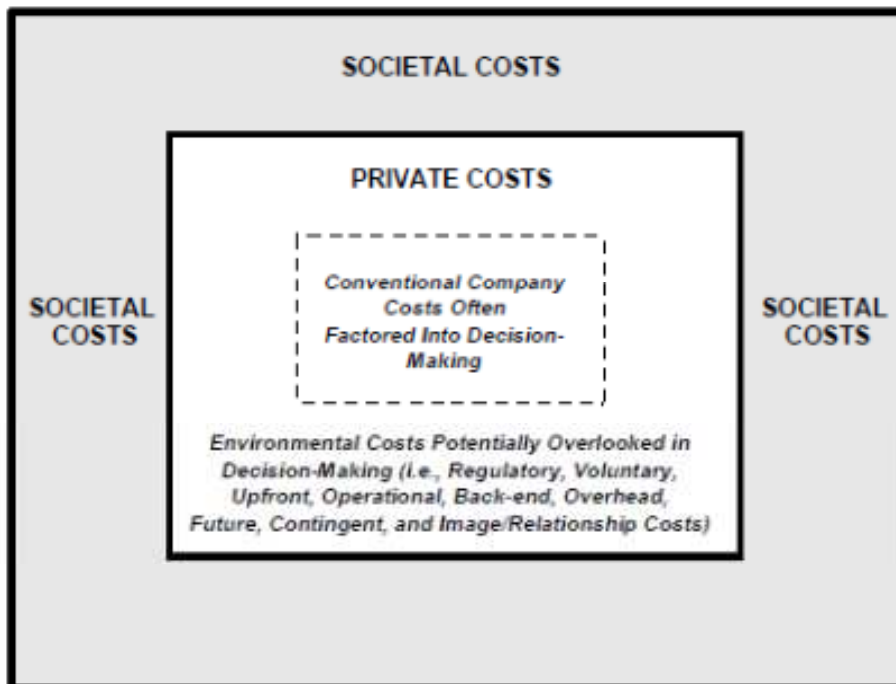 SOCIETAL COSTS
PRIVATE COSTS
Conventional Company
Costs Often
Factored Into Decision-
Making
SOCIETAL
COSTS
SOCIETAL
COSTS
Environmental Costs Potentially Overlooked in
Decision-Making (i.e., Regulatory, Voluntary,
Upfront, Operational, Back-end, Overhead,
Future, Contingent, and Image/Relationship Costs)